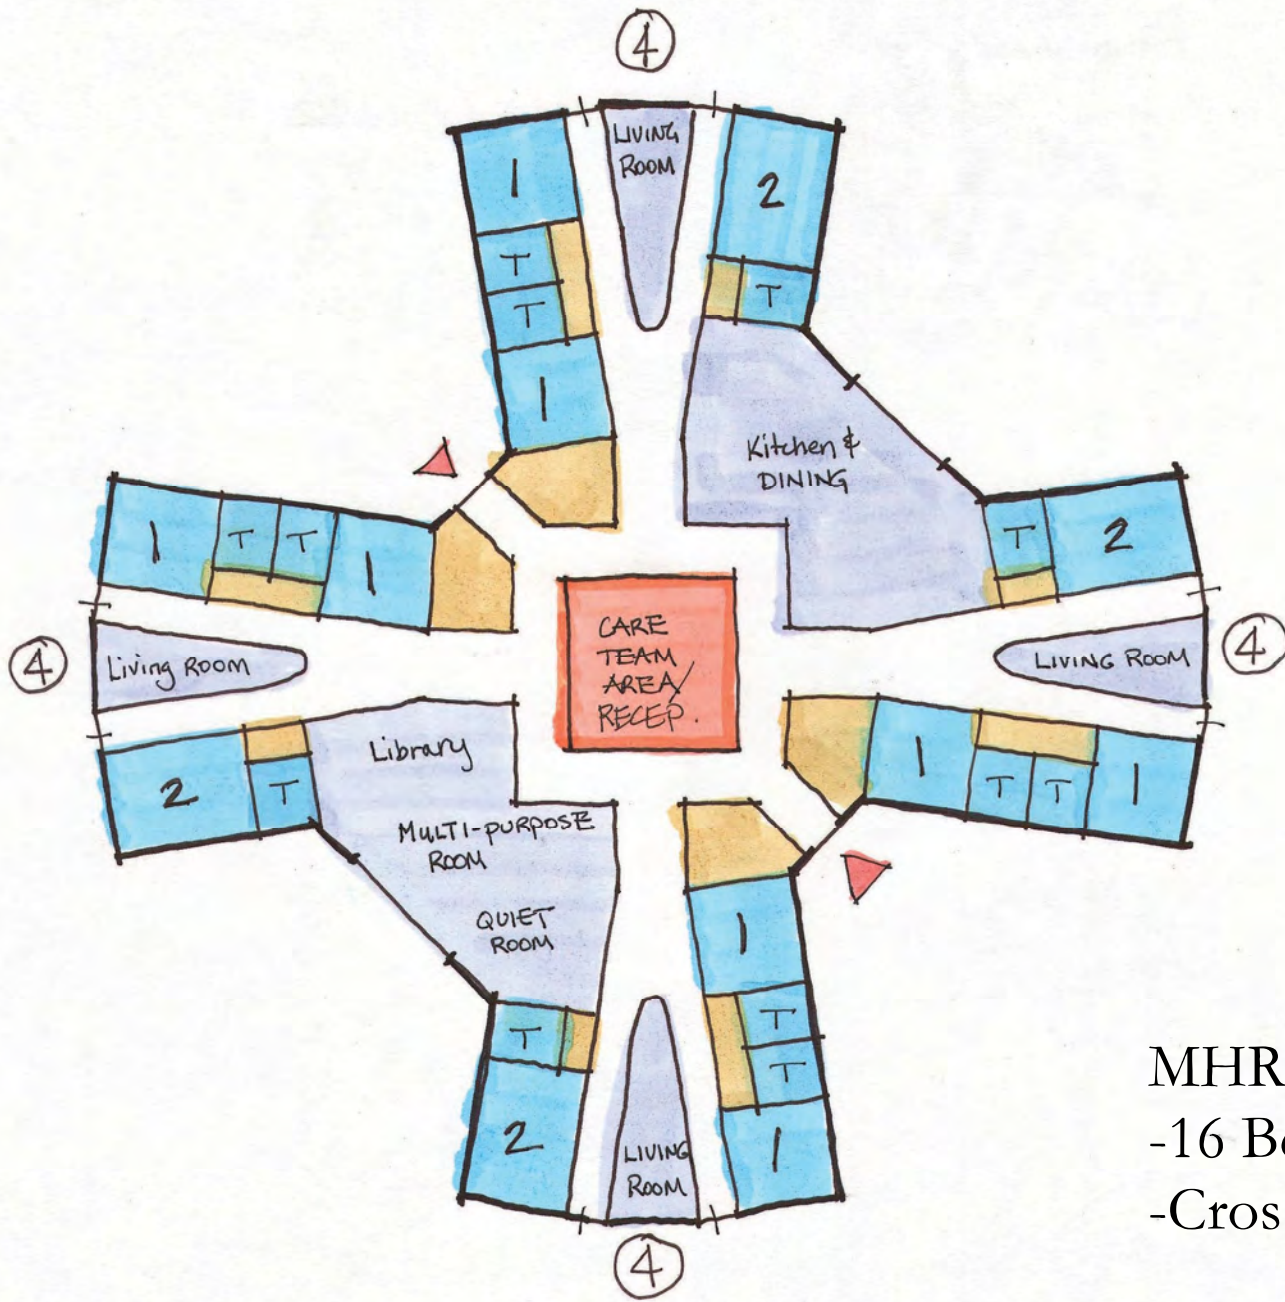 4
LIVING
ROOM
1
2
T
T
T
1
Kitchen &
DINING
1
T
T
1
T
2
4
Living ROOM
CARE
TEAM
AREA/
RECEP.
LIVING ROOM
4
2
T
Library
MULTI-PURPOSE
ROOM
QUIET
ROOM
1
T
T
1
1
T
T
T
2
LIVING
ROOM
1
4
MHR
-16 B
-Cros